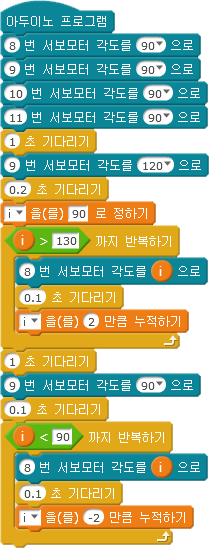 아두이노 프로그램
8 번 서보모터 각도를 90 으로
9 번 서보모터 각도를 90 으로
10 번 서보모터 각도를 90 으로
11 번 서보모터 각도를 90 으로
1 초 기다리기
9 번 서보모터 각도를 120 으로
0.2 초 기다리기
i 을(를) 90 로 정하기
i > 130 까지 반복하기
8 번 서보모터 각도를 i 으로
0.1 초 기다리기
i 을(를) 2 만큼 누적하기
1 초 기다리기
9 번 서보모터 각도를 90 으로
0.1 초 기다리기
i < 90 까지 반복하기
8 번 서보모터 각도를 i 으로
0.1 초 기다리기
i 을(를) -2 만큼 누적하기